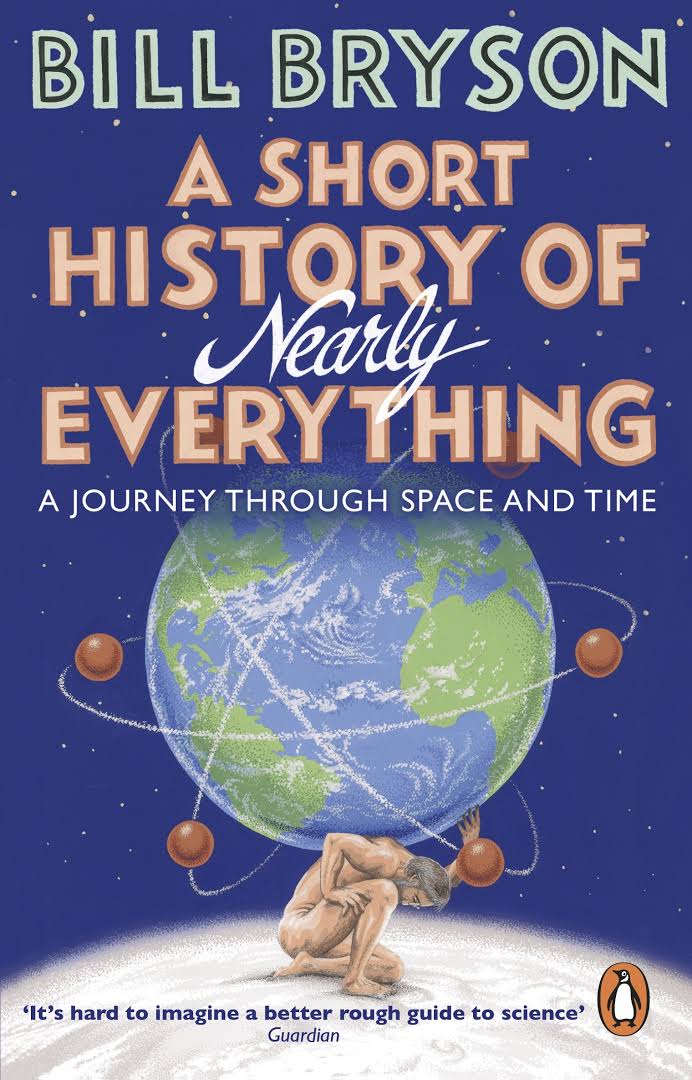 BILL BRYSON
A SHORT
HISTORY OF
Nearly
EVERYTHING
A JOURNEY THROUGH SPACE AND TIME
‘It’s hard to imagine a better rough guide to science’
Guardian